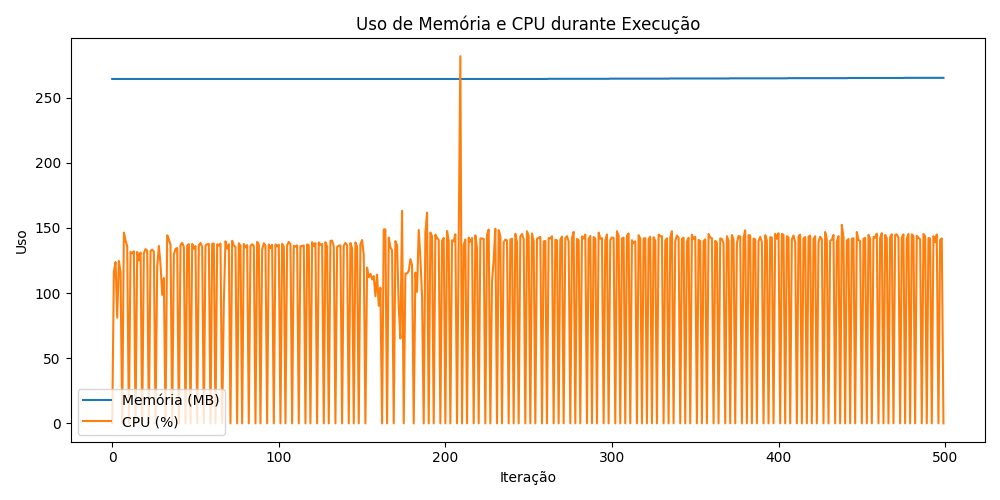 Uso de Memória e CPU durante Execução
Uso
250
200
150
100
50
0
Memória (MB)
CPU (%)
0 100 200 300 400 500
Iteração